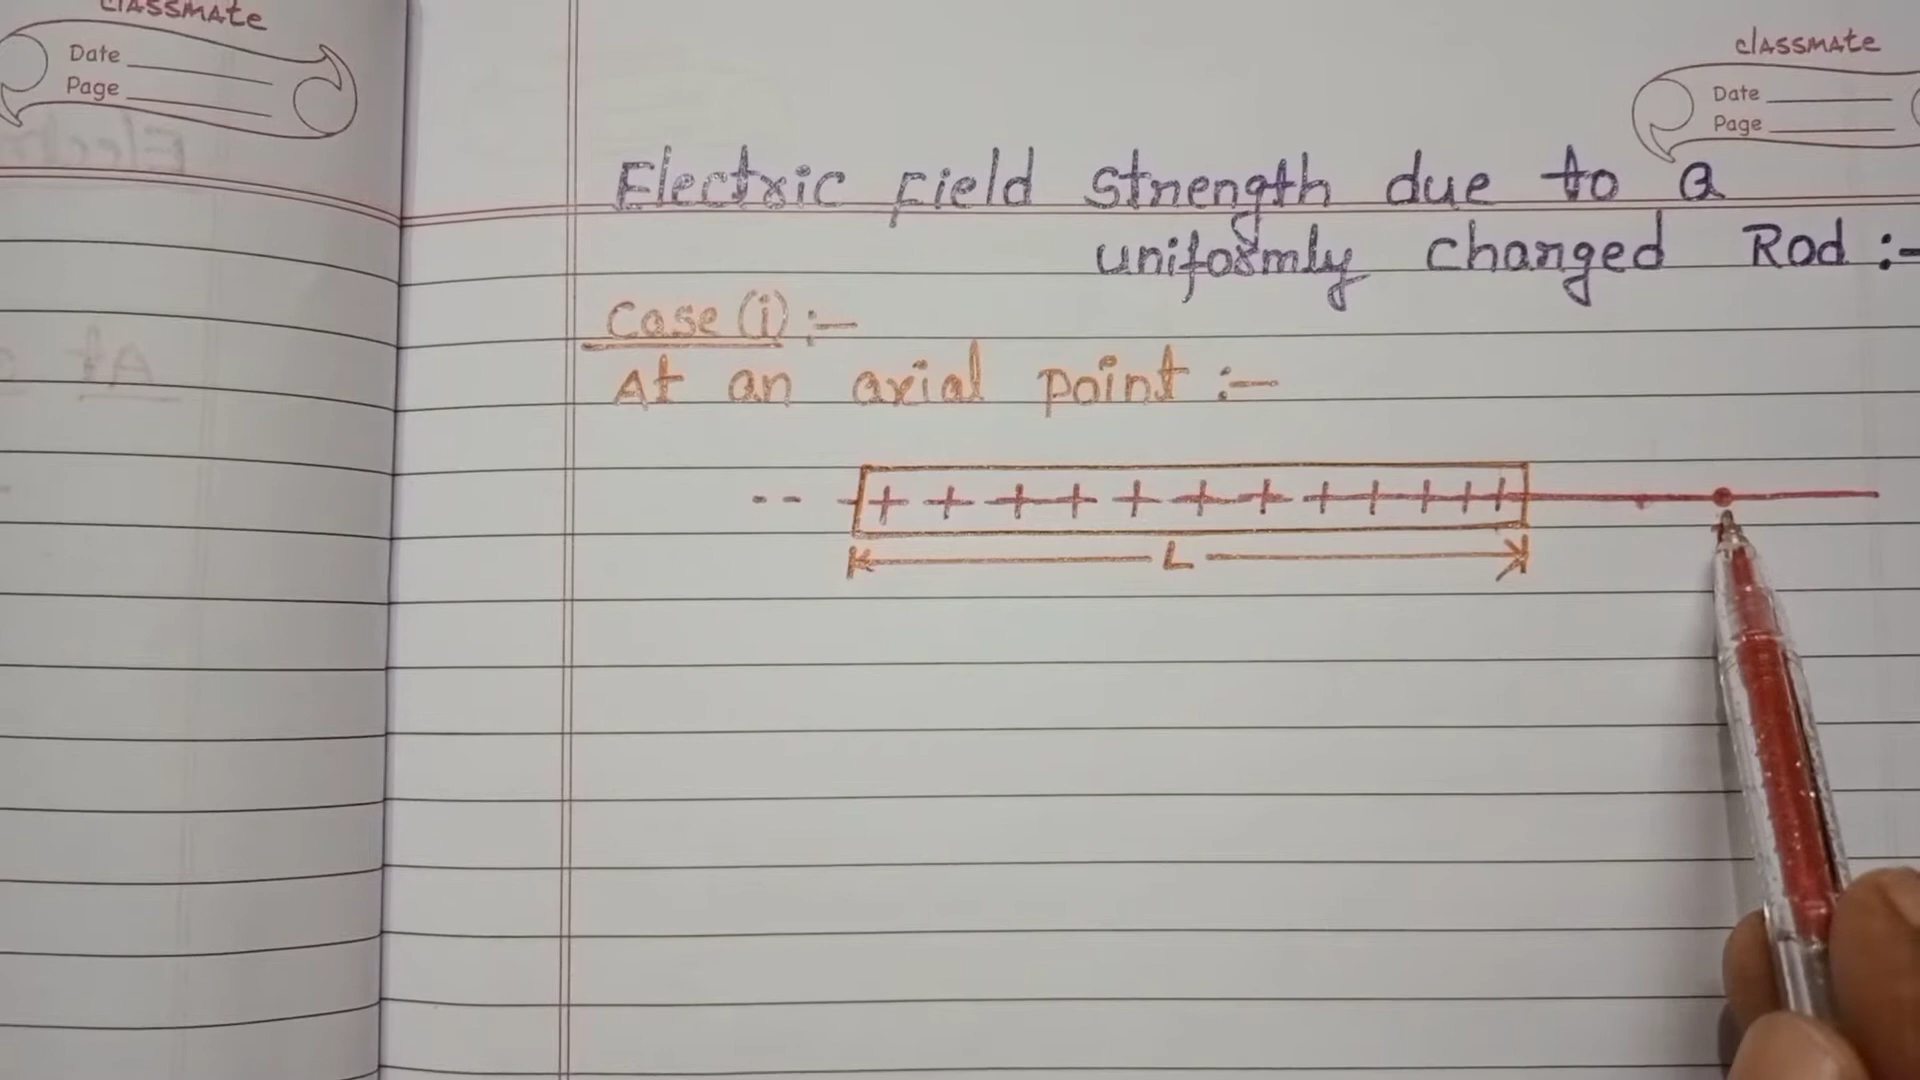 classmate
Date
Page
classmate
Date
Page
Electric Field Strength due to a
uniformly charged Rod :-
Case (i) :-
At an axial point :-
-- + + + + + + + + + + + +
L